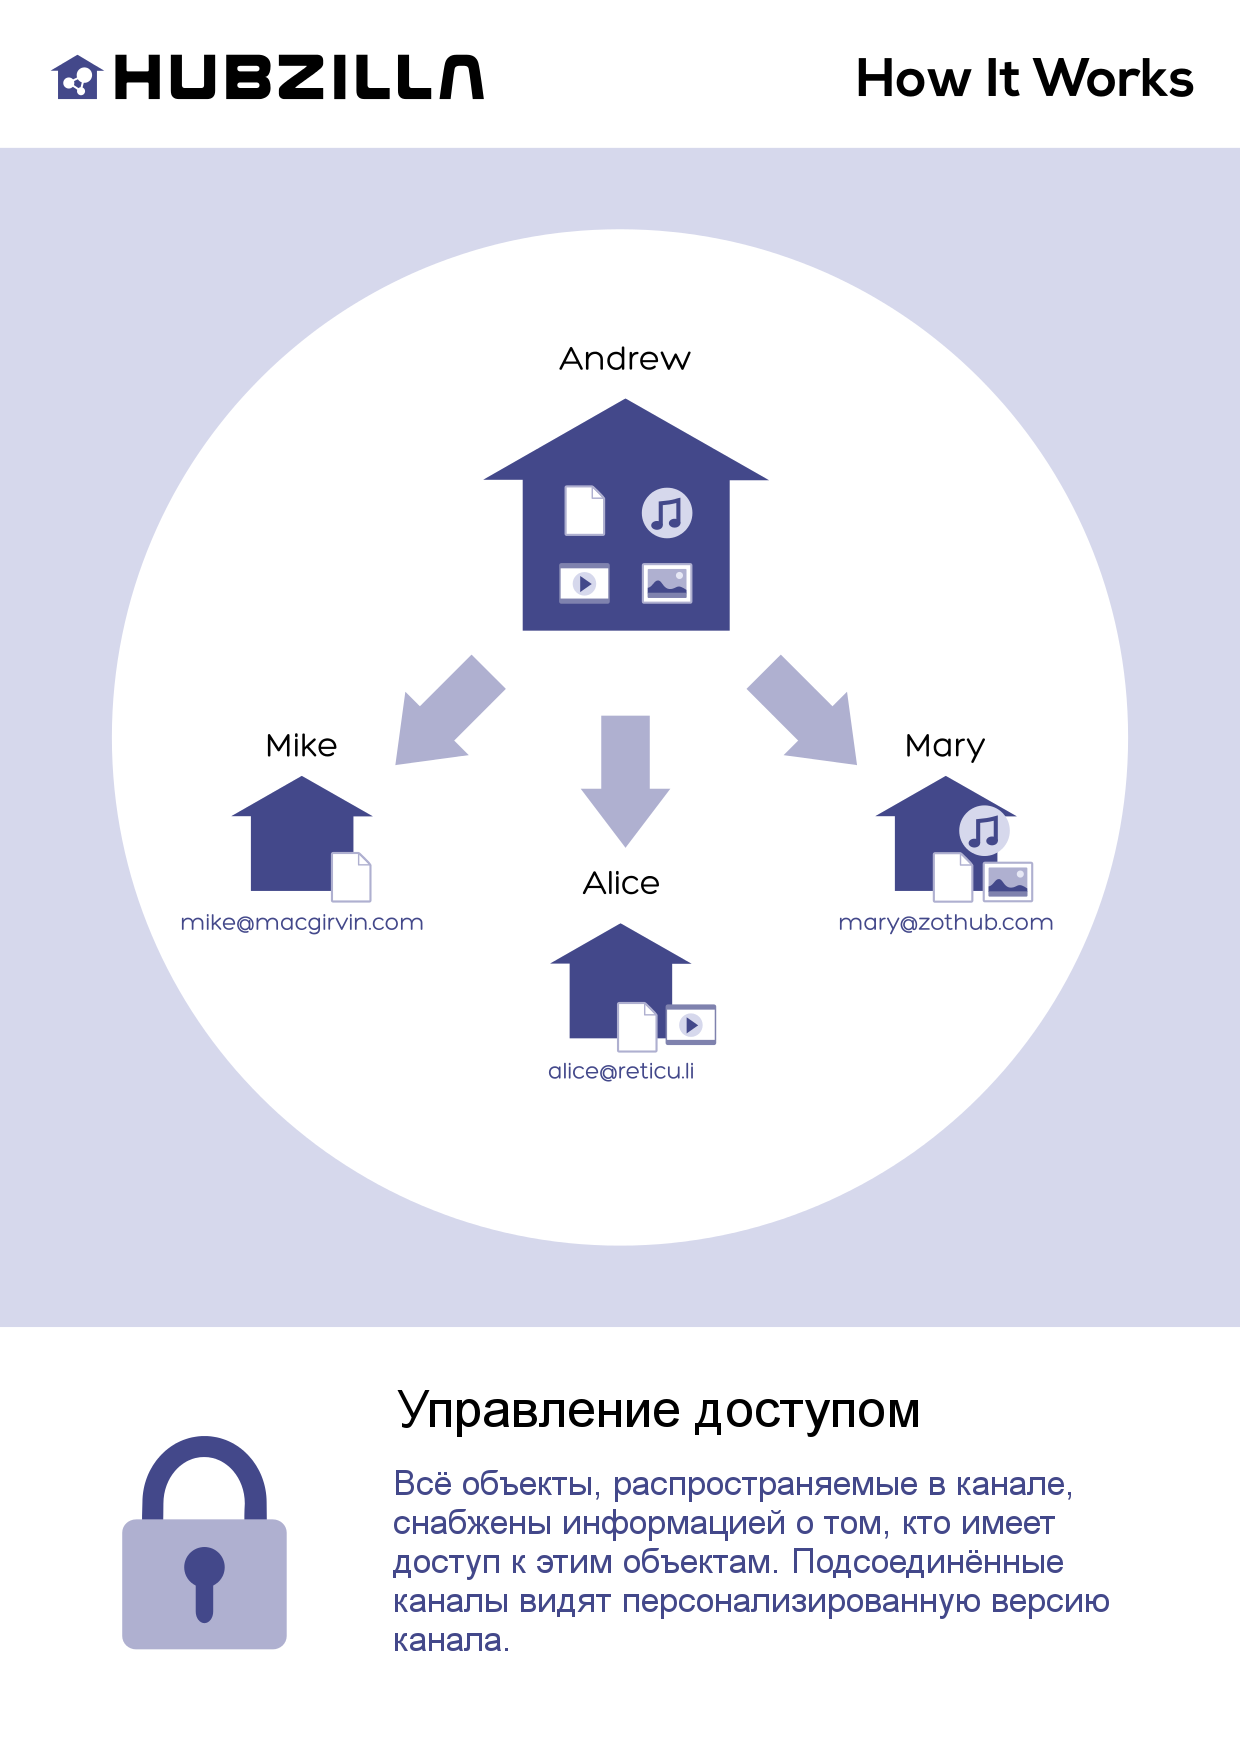 HUBZILLA
How It Works
Andrew
Mike
Mary
Alice
mike@macgirvin.com
mary@zothub.com
alice@reticu.li
Управление доступом
Всё объекты, распространяемые в канале,
снабжены информацией о том, кто имеет
доступ к этим объектам. Подсоединённые
каналы видят персонализированную версию
канала.